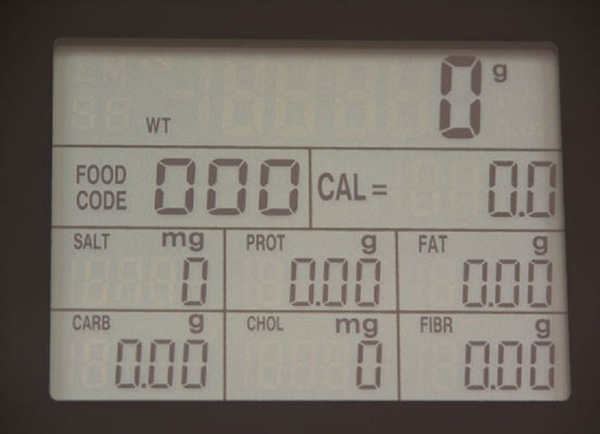 WT 0 g
FOOD CODE 000 CAL = 0.0
SALT mg PROT g FAT g
0 0.00 0.00
CARB g CHOL mg FIBR g
0.00 0 0.00